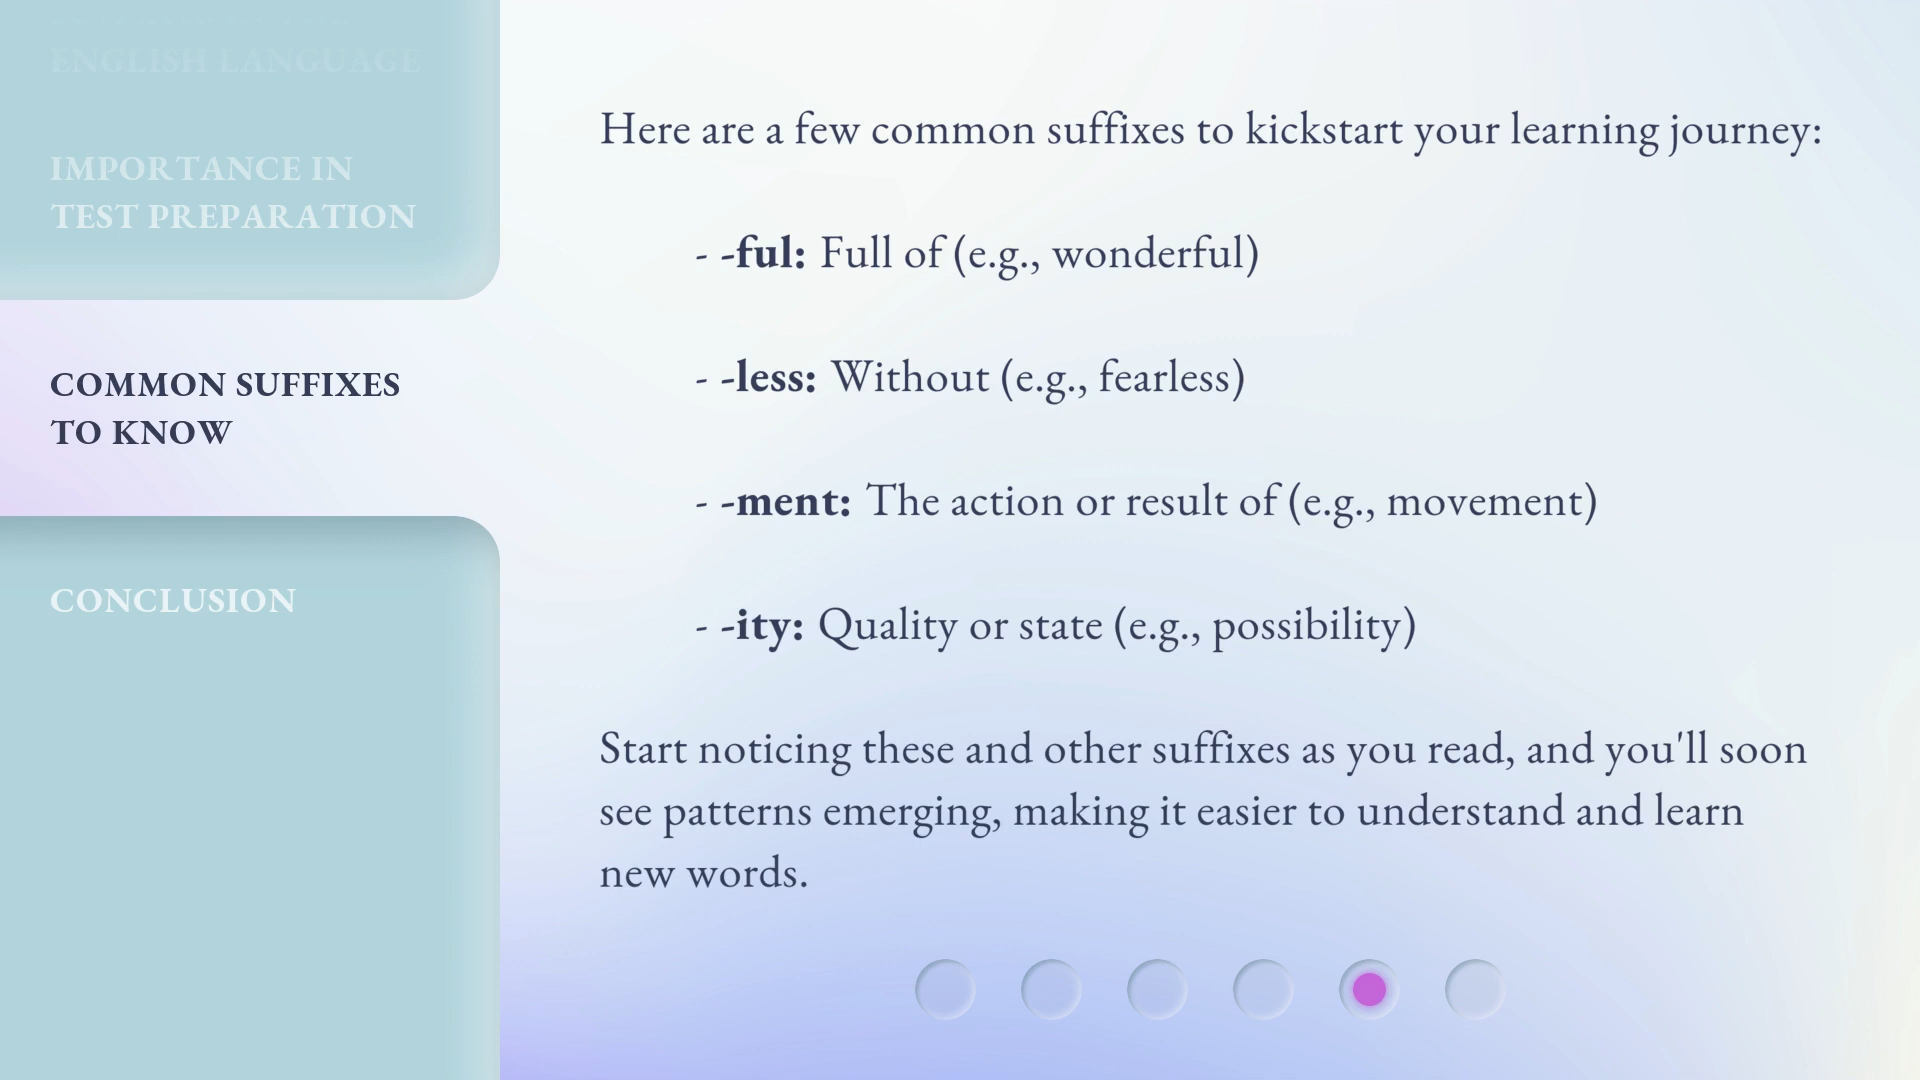 ENGLISH LANGUAGE
IMPORTANCE IN
TEST PREPARATION
COMMON SUFFIXES
TO KNOW
CONCLUSION
Here are a few common suffixes to kickstart your learning journey:
- -ful: Full of (e.g., wonderful)
- -less: Without (e.g., fearless)
- -ment: The action or result of (e.g., movement)
- -ity: Quality or state (e.g., possibility)
Start noticing these and other suffixes as you read, and you'll soon
see patterns emerging, making it easier to understand and learn
new words.